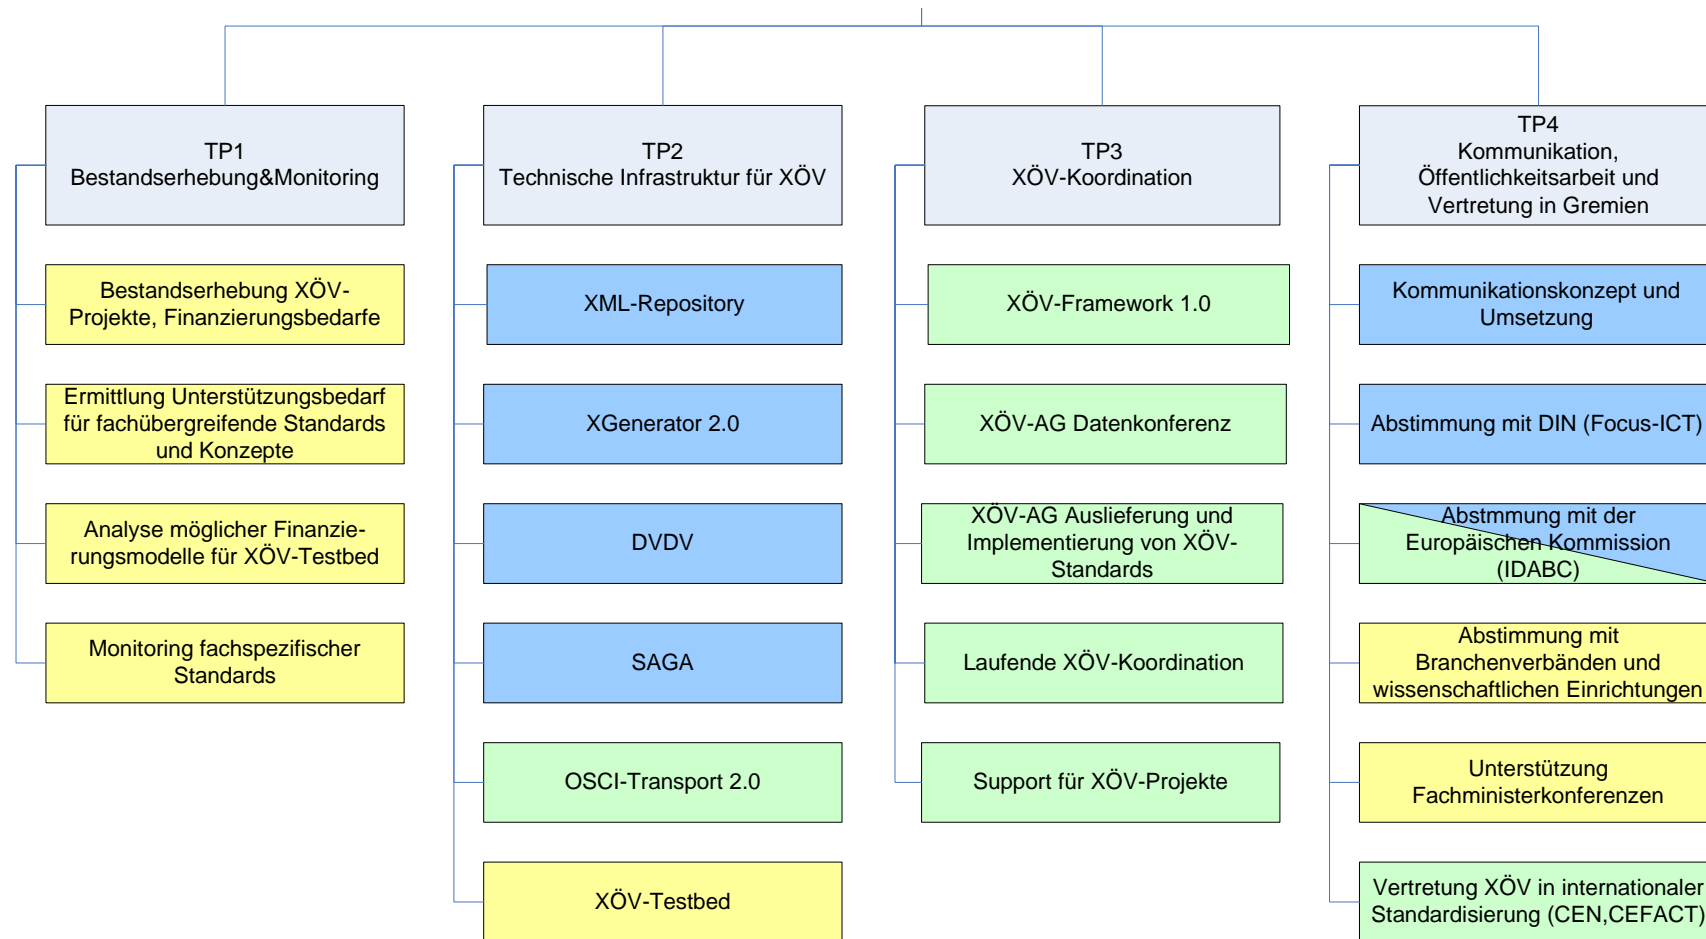 TP1
Bestandserhebung&Monitoring
Bestandserhebung XÖV-
Projekte, Finanzierungsbedarfe
Ermittlung Unterstützungsbedarf
für fachübergreifende Standards
und Konzepte
Analyse möglicher Finanzie-
rungsmodelle für XÖV-Testbed
Monitoring fachspezifischer
Standards
TP2
Technische Infrastruktur für XÖV
XML-Repository
XGenerator 2.0
DVDV
SAGA
OSCI-Transport 2.0
XÖV-Testbed
TP3
XÖV-Koordination
XÖV-Framework 1.0
XÖV-AG Datenkonferenz
XÖV-AG Auslieferung und
Implementierung von XÖV-
Standards
Laufende XÖV-Koordination
Support für XÖV-Projekte
TP4
Kommunikation,
Öffentlichkeitsarbeit und
Vertretung in Gremien
Kommunikationskonzept und
Umsetzung
Abstimmung mit DIN (Focus-ICT)
Abstmmung mit der
Europäischen Kommission
(IDABC)
Abstimmung mit
Branchenverbänden und
wissenschaftlichen Einrichtungen
Unterstützung
Fachministerkonferenzen
Vertretung XÖV in internationaler
Standardisierung (CEN,CEFACT)